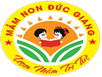 MẦM NON ĐỨC GIANG
Ươm Mầm Trí Tuệ